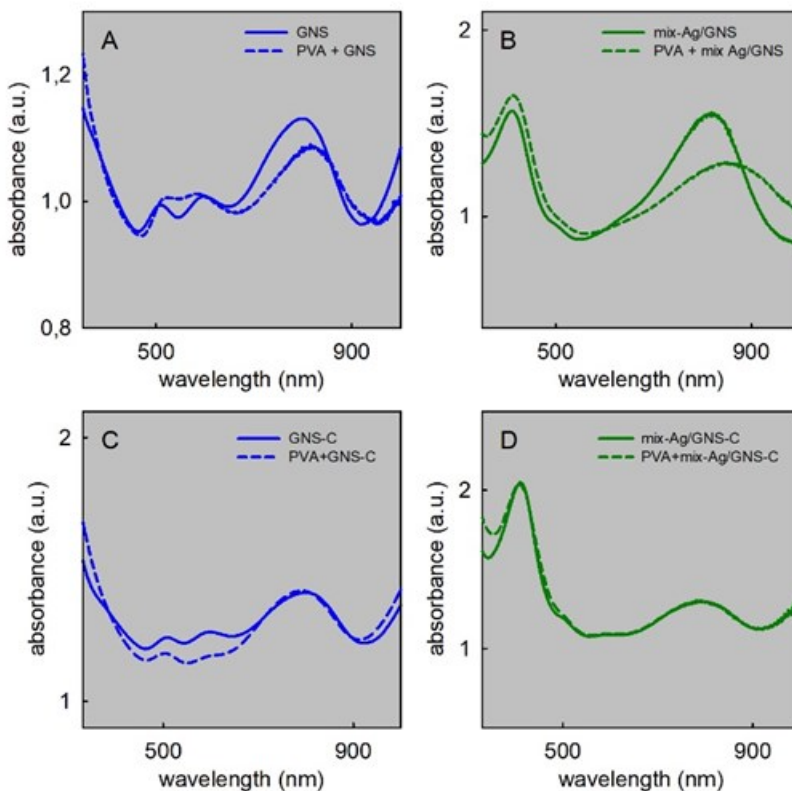 A
GNS
PVA + GNS
1,2
1,0
0,8
absorbance (a.u.)
500
900
wavelength (nm)
B
mix-Ag/GNS
PVA + mix Ag/GNS
2
1
absorbance (a.u.)
500
900
wavelength (nm)
C
GNS-C
PVA+GNS-C
2
1
absorbance (a.u.)
500
900
wavelength (nm)
D
mix-Ag/GNS-C
PVA+mix-Ag/GNS-C
2
1
absorbance (a.u.)
500
900
wavelength (nm)